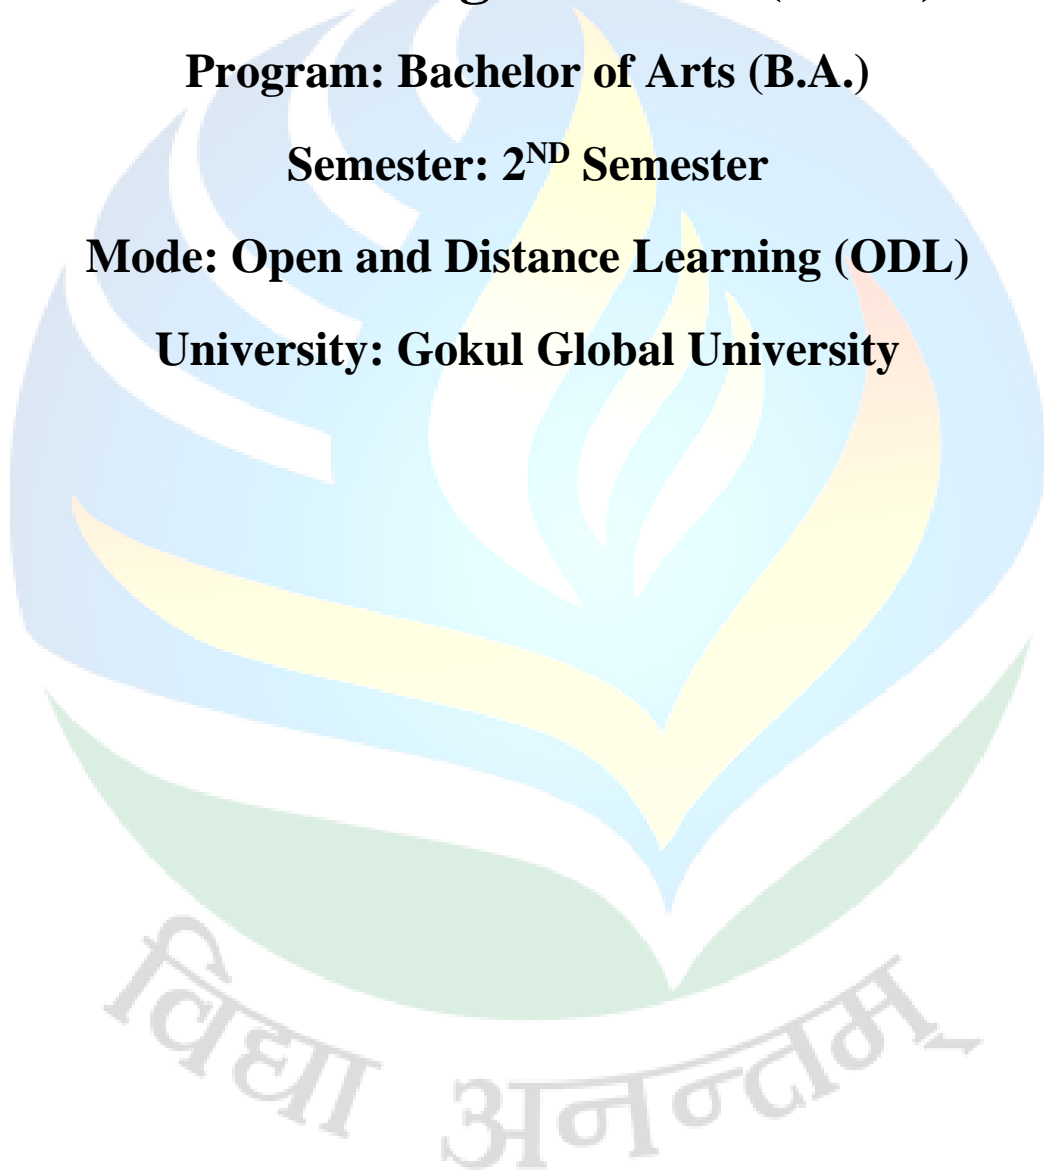 Program: Bachelor of Arts (B.A.)
Semester: 2ND Semester
Mode: Open and Distance Learning (ODL)
University: Gokul Global University
विद्या अनन्तम्